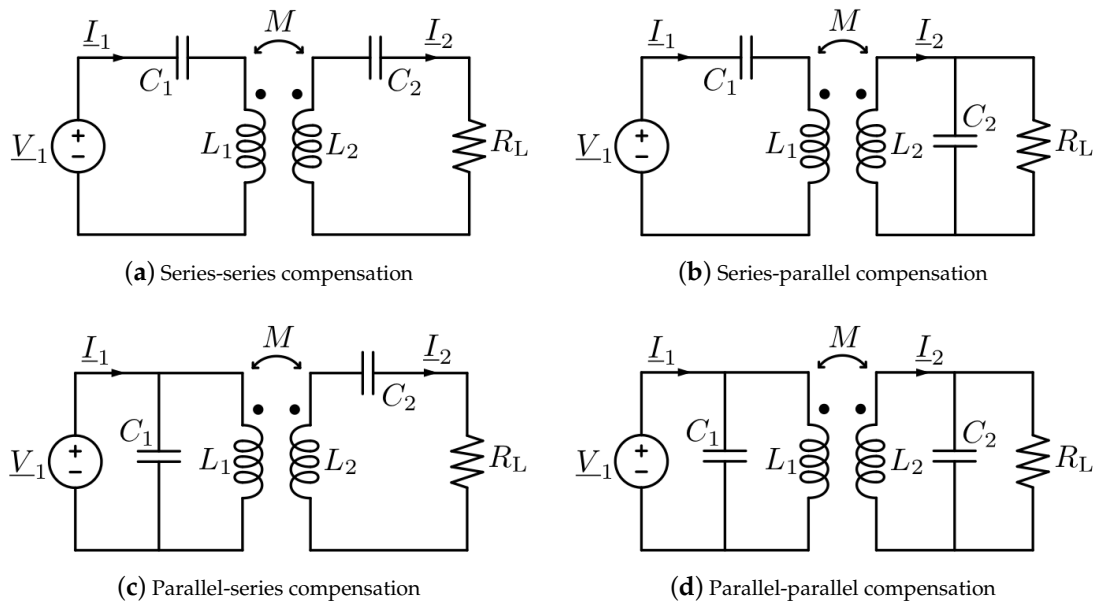 I1 M I2 I1 M I2
C1 C2 C1 C2
V1 + − L1 L2 RL V1 + − L1 L2 RL
(a) Series-series compensation (b) Series-parallel compensation
I1 M I2 I1 M I2
C1 C2 C1 C2
V1 + − L1 L2 RL V1 + − L1 L2 RL
(c) Parallel-series compensation (d) Parallel-parallel compensation